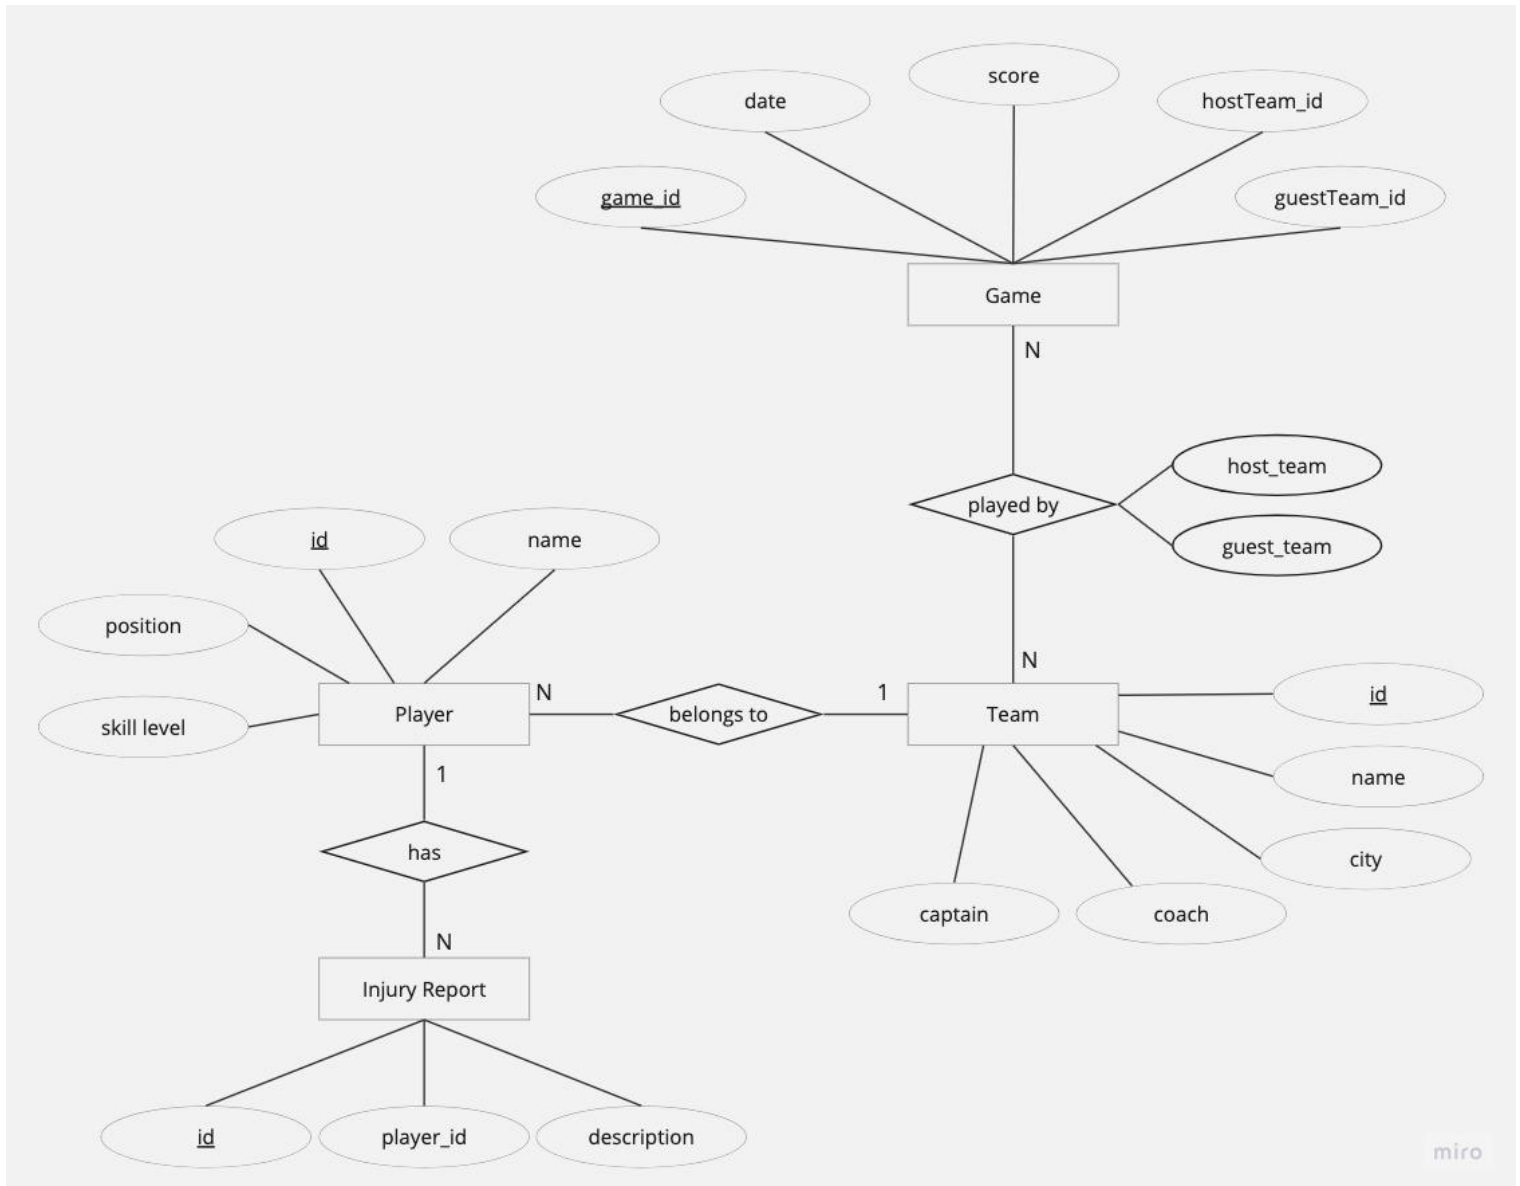 score
date
hostTeam_id
game_id
guestTeam_id
Game
N
host_team
played by
guest_team
id
name
position
N
skill level
Player
N
belongs to
1
Team
id
name
1
has
city
captain
coach
N
Injury Report
id
player_id
description
miro